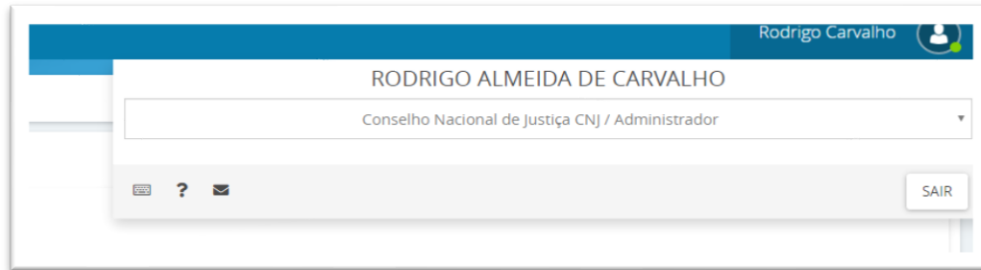 Rodrigo Carvalho
RODRIGO ALMEIDA DE CARVALHO
Conselho Nacional de Justiça CNJ / Administrador
?
SAIR